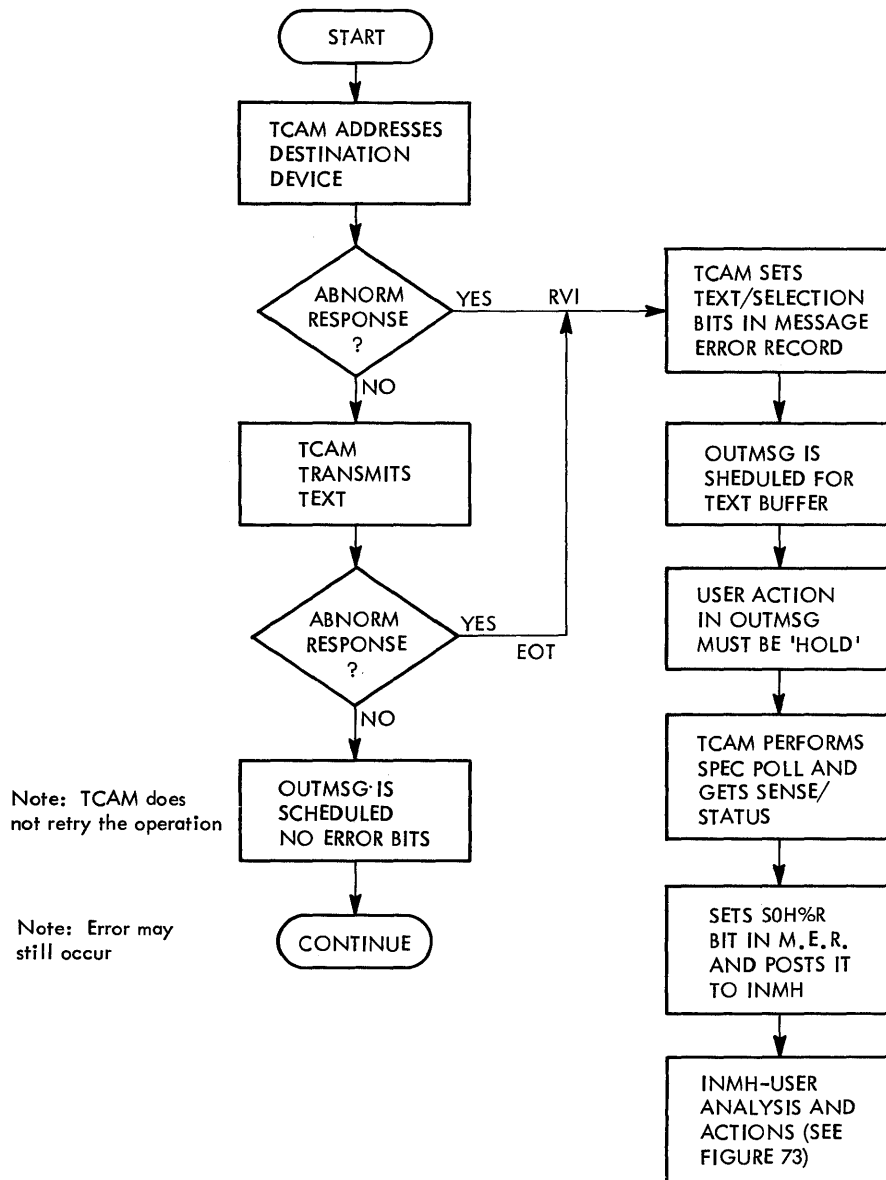 START
TCAM ADDRESSES
DESTINATION
DEVICE
ABNORM
RESPONSE
?
YES
RVI
NO
TCAM
TRANSMITS
TEXT
ABNORM
RESPONSE
?
YES
EOT
NO
OUTMSG IS
SCHEDULED
NO ERROR BITS
Note: TCAM does
not retry the operation
CONTINUE
Note: Error may
still occur
TCAM SETS
TEXT/SELECTION
BITS IN MESSAGE
ERROR RECORD
OUTMSG IS
SHEDULED FOR
TEXT BUFFER
USER ACTION
IN OUTMSG
MUST BE 'HOLD'
TCAM PERFORMS
SPEC POLL AND
GETS SENSE/
STATUS
SETS S0H%R
BIT IN M.E.R.
AND POSTS IT
TO INMH
INMH-USER
ANALYSIS AND
ACTIONS (SEE
FIGURE 73)